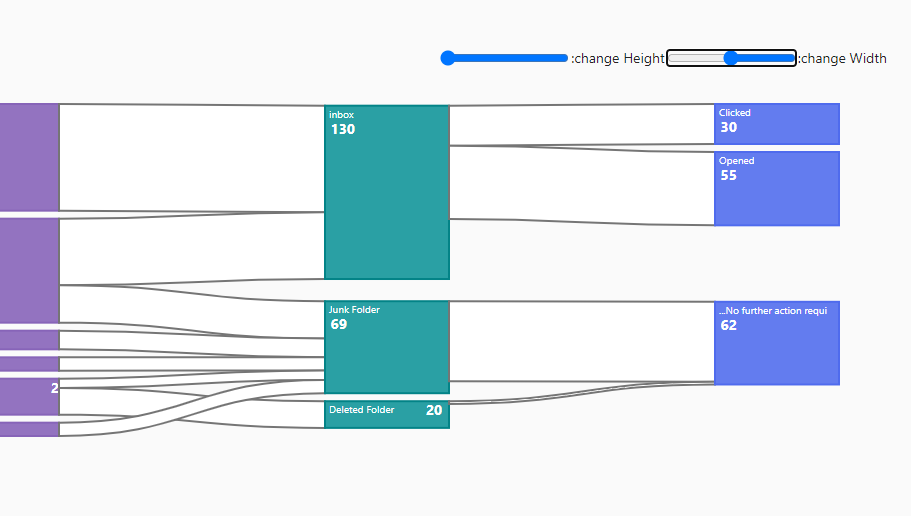 :change Height
:change Width
inbox
130
Clicked
30
Opened
55
Junk Folder
69
...No further action requi
62
2
Deleted Folder
20